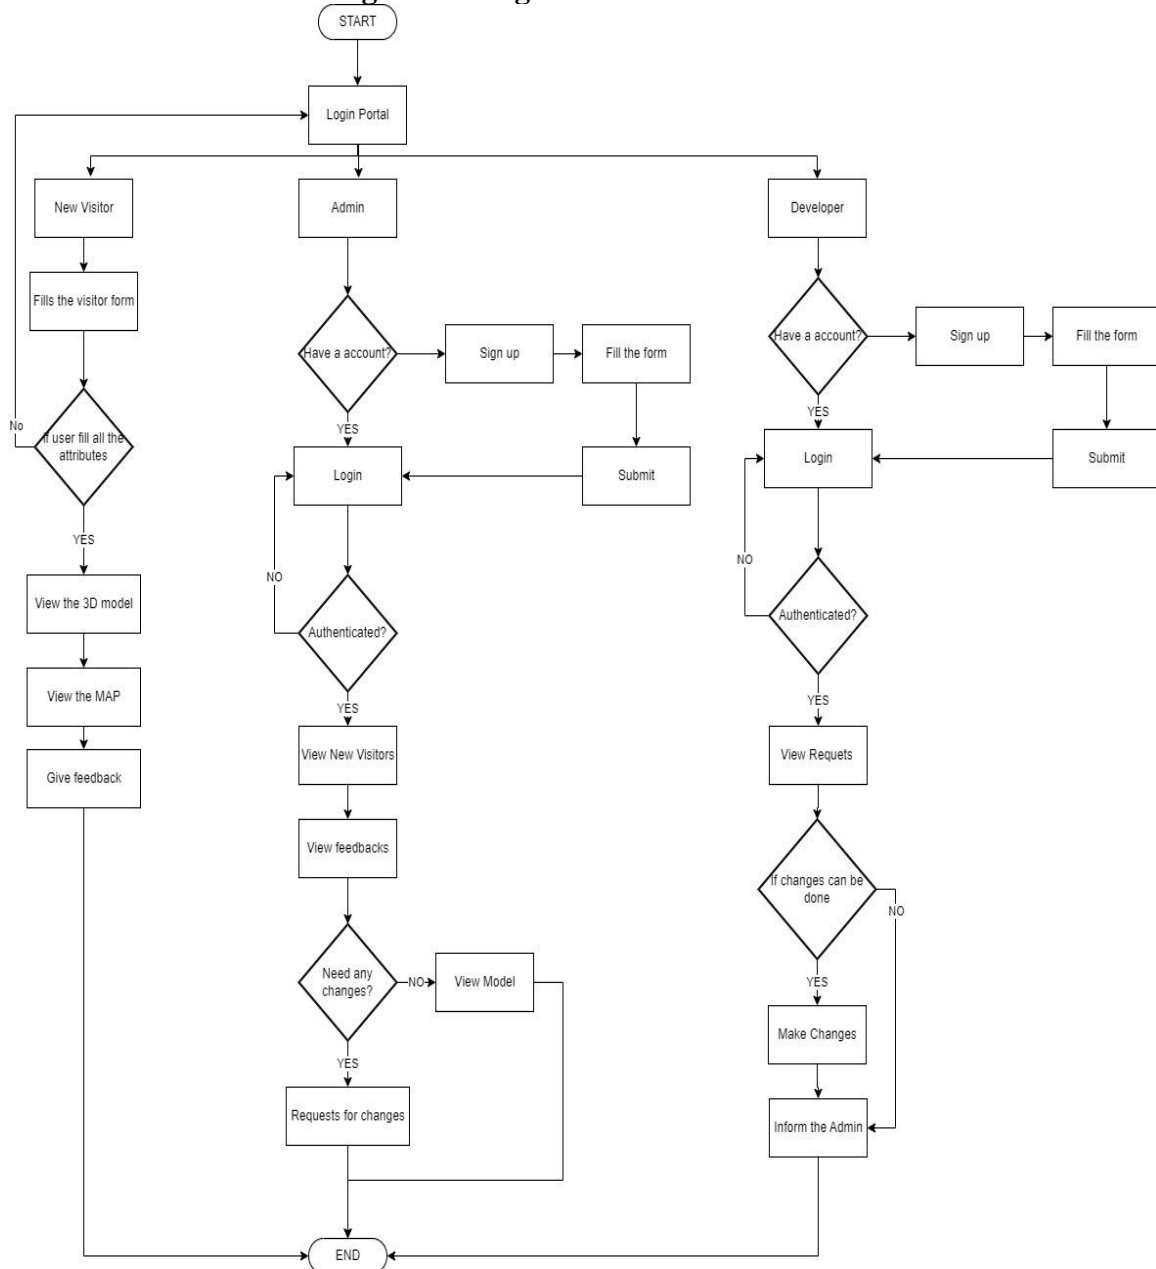 START
Login Portal
New Visitor
Admin
Developer
Fills the visitor form
Have a account?
Sign up
Fill the form
Have a account?
Sign up
Fill the form
No
If user fill all the
attributes
YES
YES
Login
Submit
Login
Submit
YES
NO
NO
View the 3D model
Authenticated?
Authenticated?
View the MAP
YES
YES
Give feedback
View New Visitors
View Requets
View feedbacks
If changes can be
done
NO
Need any
changes?
NO
View Model
YES
Make Changes
YES
Requests for changes
Inform the Admin
END